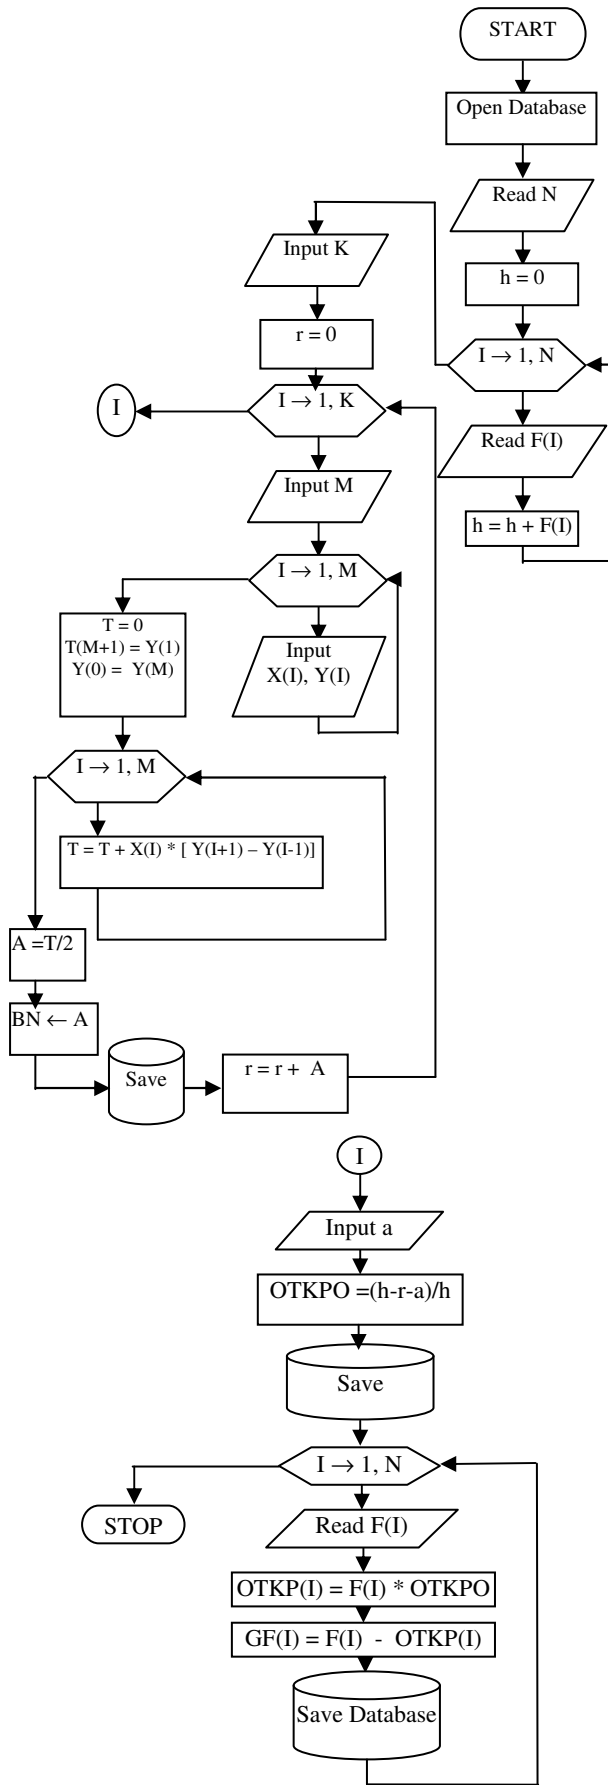 START
Open Database
Read N
h = 0
I → 1, N
Read F(I)
h = h + F(I)
Input K
r = 0
I → 1, K
I
Input M
I → 1, M
Input
X(I), Y(I)
T = 0
T(M+1) = Y(1)
Y(0) = Y(M)
I → 1, M
T = T + X(I) * [ Y(I+1) – Y(I-1)]
A =T/2
BN ← A
Save
r = r + A
I
Input a
OTKPO =(h-r-a)/h
Save
I → 1, N
STOP
Read F(I)
OTKP(I) = F(I) * OTKPO
GF(I) = F(I) - OTKP(I)
Save Database